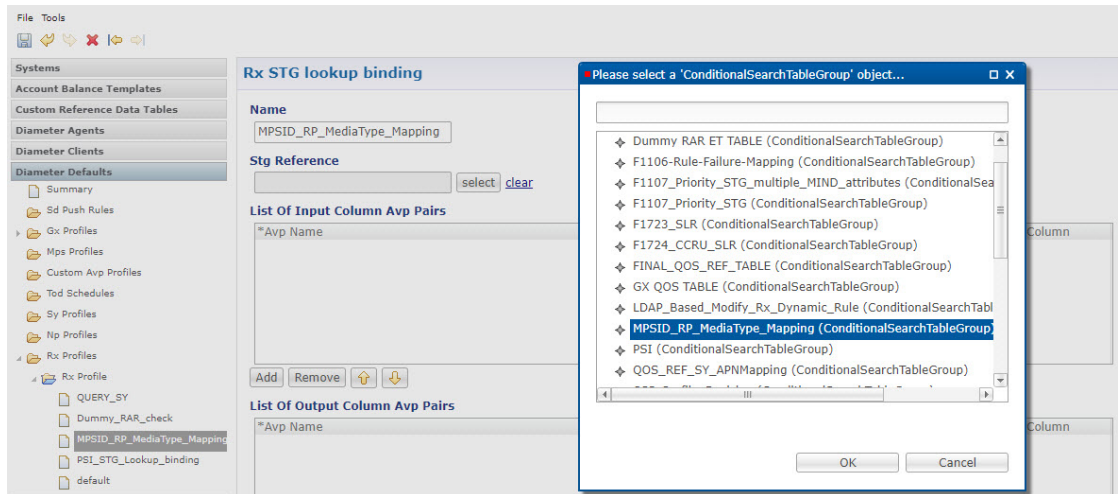 File Tools
Systems
Account Balance Templates
Custom Reference Data Tables
Diameter Agents
Diameter Clients
Diameter Defaults
Summary
Sd Push Rules
Gx Profiles
Mps Profiles
Custom Avp Profiles
Tod Schedules
Sy Profiles
Np Profiles
Rx Profiles
Rx Profile
QUERY_SY
Dummy_RAR_check
MPSID_RP_MediaType_Mapping
PSI_STG_Lookup_binding
default
Rx STG lookup binding
Name
MPSID_RP_MediaType_Mapping
Stg Reference
select clear
List Of Input Column Avp Pairs
*Avp Name
Column
Add Remove
List Of Output Column Avp Pairs
*Avp Name
Column
Please select a 'ConditionalSearchTableGroup' object...
Dummy RAR ET TABLE (ConditionalSearchTableGroup)
F1106-Rule-Failure-Mapping (ConditionalSearchTableGroup)
F1107_Priority_STG_multiple_MIND_attributes (ConditionalSea
F1107_Priority_STG (ConditionalSearchTableGroup)
F1723_SLR (ConditionalSearchTableGroup)
F1724_CCRU_SLR (ConditionalSearchTableGroup)
FINAL_QOS_REF_TABLE (ConditionalSearchTableGroup)
GX QOS TABLE (ConditionalSearchTableGroup)
LDAP_Based_Modify_Rx_Dynamic_Rule (ConditionalSearchTabl
MPSID_RP_MediaType_Mapping (ConditionalSearchTableGroup)
PSI (ConditionalSearchTableGroup)
QOS_REF_SY_APNMapping (ConditionalSearchTableGroup)
OK Cancel